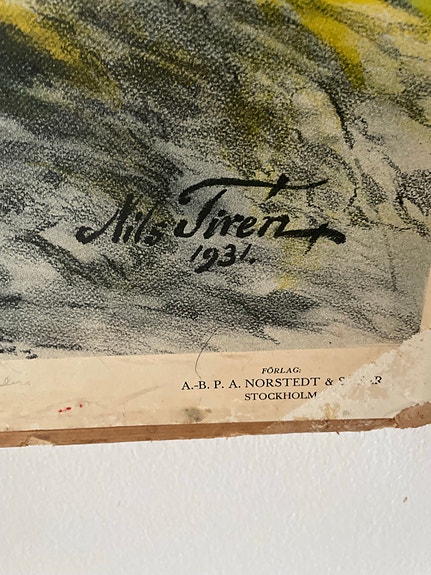 Nils Tiren
1931.
FÖRLAG:
A.-B. P. A. NORSTEDT &
STOCKHOLM